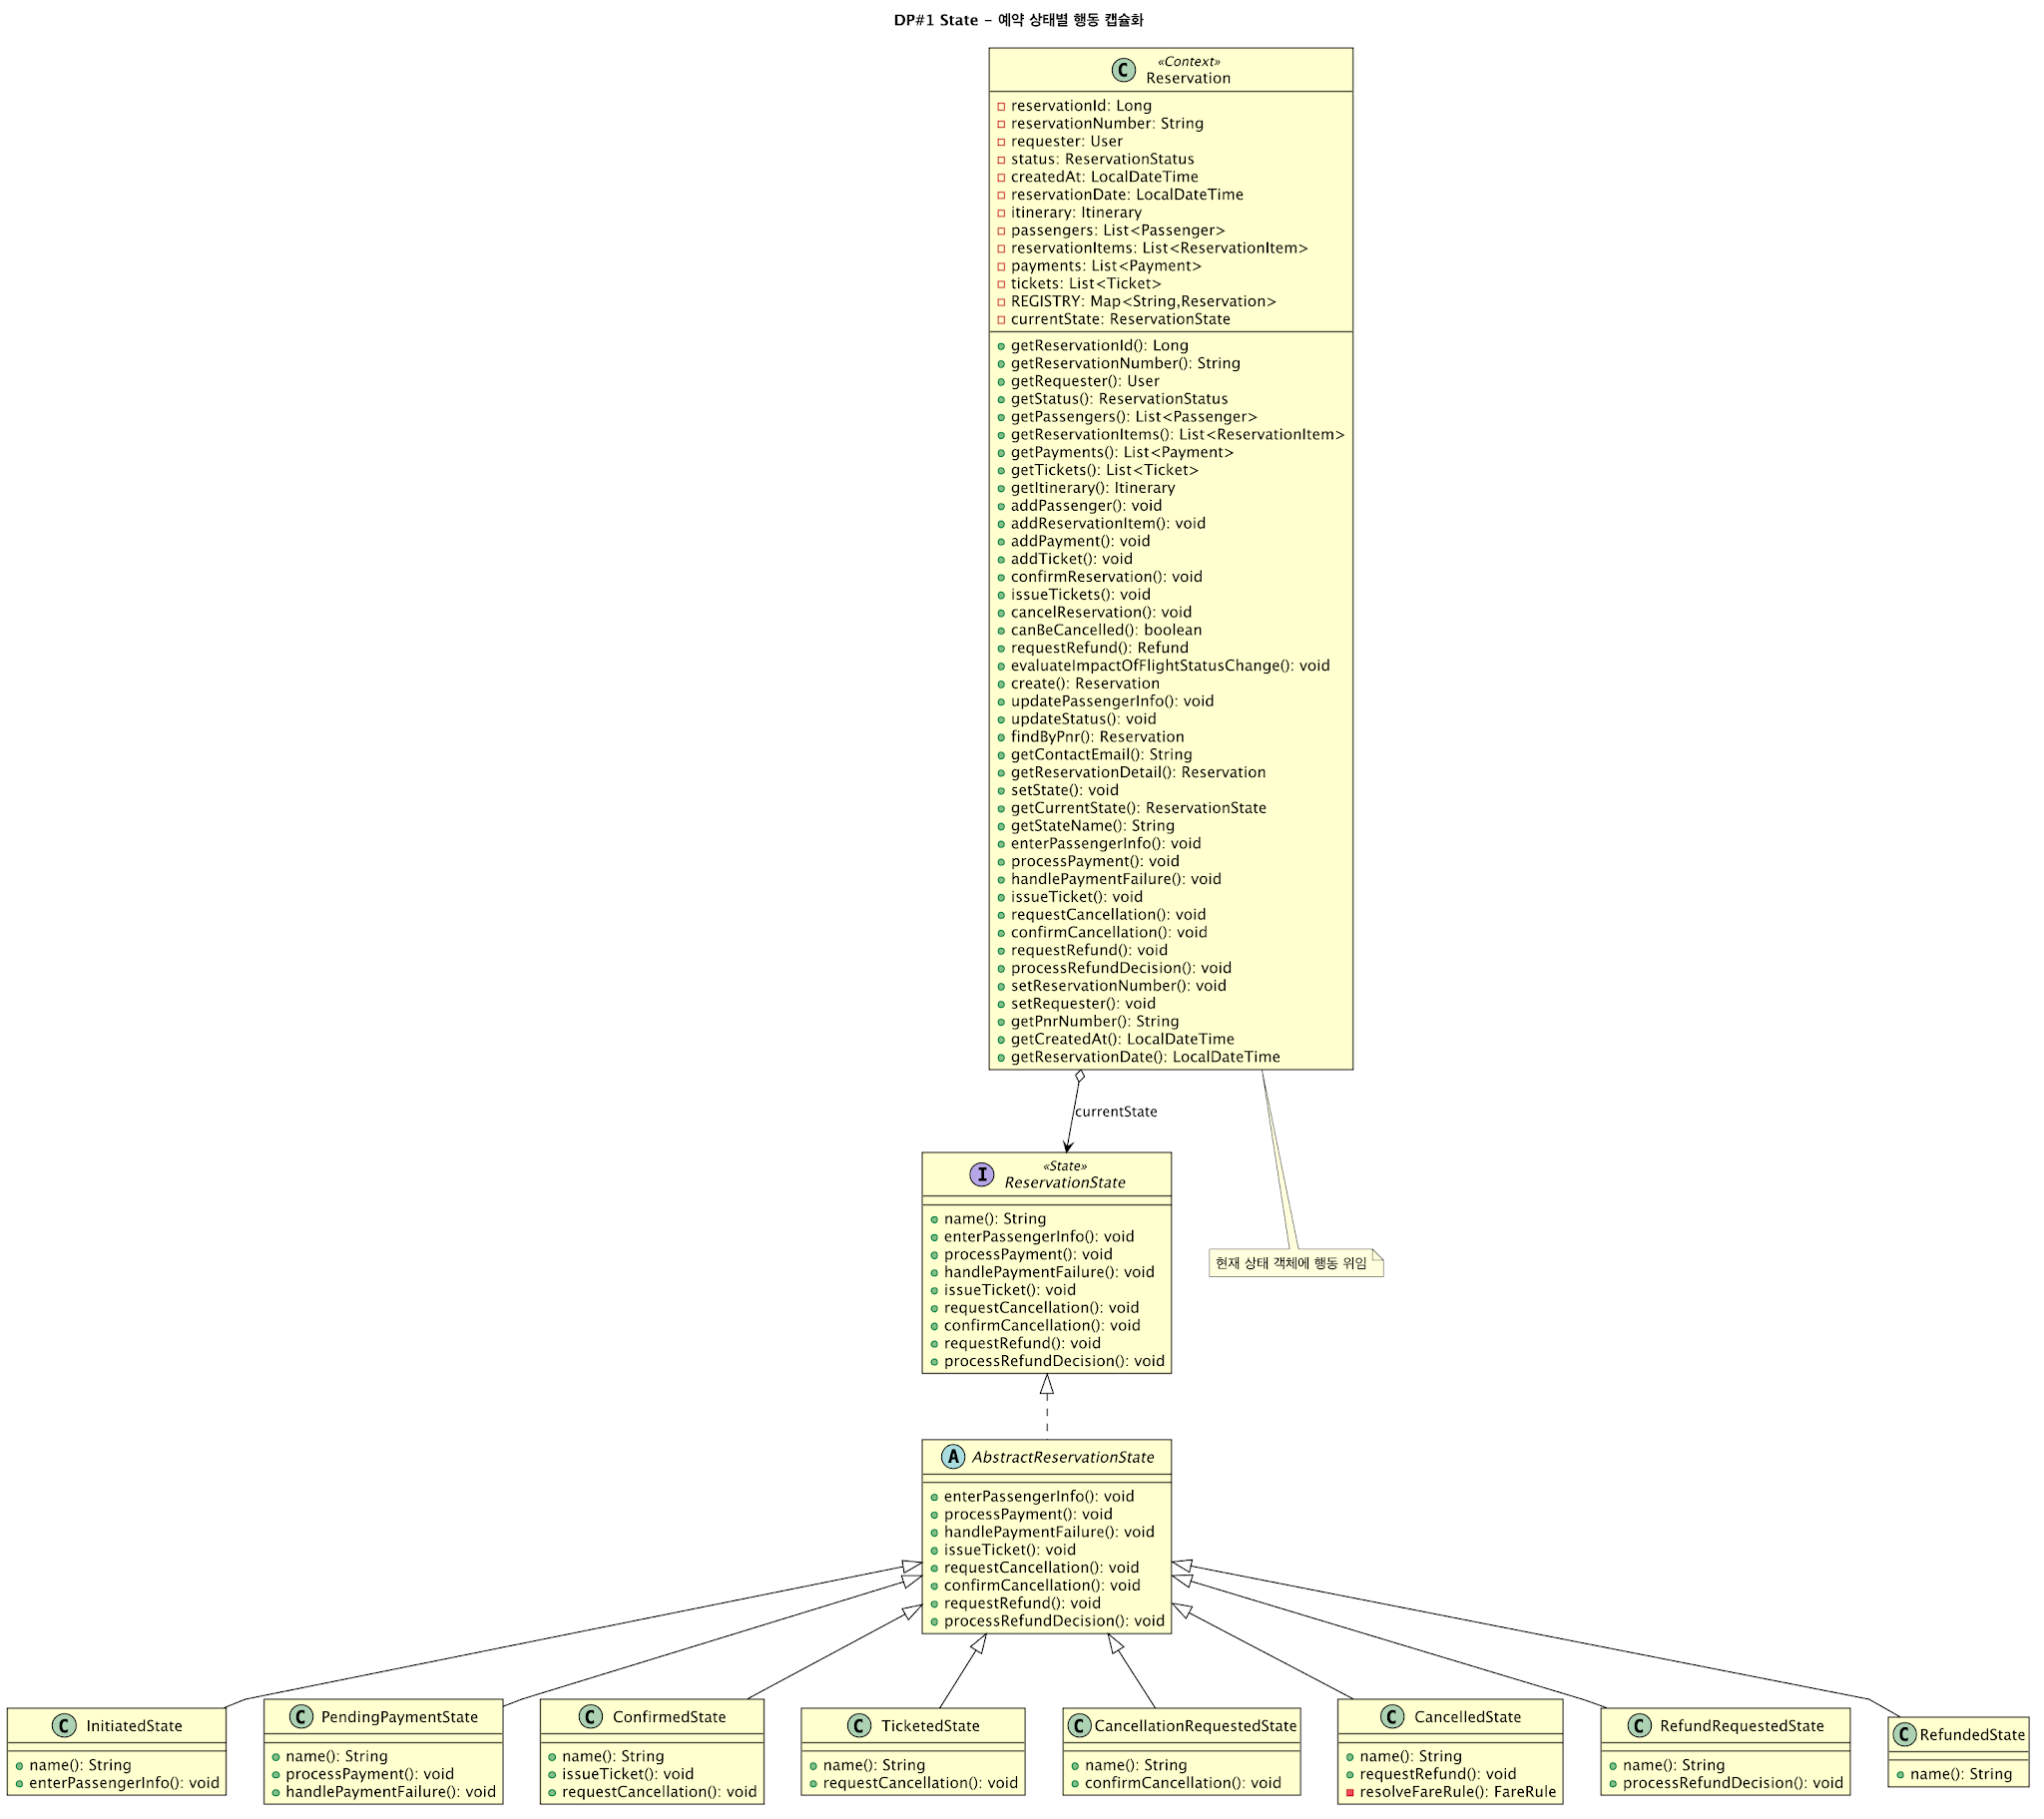 DP#1 State - 예약 상태별 행동 캡슐화
«Context»
C Reservation
reservationId: Long
reservationNumber: String
requester: User
status: ReservationStatus
createdAt: LocalDateTime
reservationDate: LocalDateTime
itinerary: Itinerary
passengers: List<Passenger>
reservationItems: List<ReservationItem>
payments: List<Payment>
tickets: List<Ticket>
REGISTRY: Map<String,Reservation>
currentState: ReservationState
getReservationId(): Long
getReservationNumber(): String
getRequester(): User
getStatus(): ReservationStatus
getPassengers(): List<Passenger>
getReservationItems(): List<ReservationItem>
getPayments(): List<Payment>
getTickets(): List<Ticket>
getItinerary(): Itinerary
addPassenger(): void
addReservationItem(): void
addPayment(): void
addTicket(): void
confirmReservation(): void
issueTickets(): void
cancelReservation(): void
canBeCancelled(): boolean
requestRefund(): Refund
evaluateImpactOfFlightStatusChange(): void
create(): Reservation
updatePassengerInfo(): void
updateStatus(): void
findByPnr(): Reservation
getContactEmail(): String
getReservationDetail(): Reservation
setState(): void
getCurrentState(): ReservationState
getStateName(): String
enterPassengerInfo(): void
processPayment(): void
handlePaymentFailure(): void
issueTicket(): void
requestCancellation(): void
confirmCancellation(): void
requestRefund(): void
processRefundDecision(): void
setReservationNumber(): void
setRequester(): void
getPnrNumber(): String
getCreatedAt(): LocalDateTime
getReservationDate(): LocalDateTime
currentState
«State»
I ReservationState
name(): String
enterPassengerInfo(): void
processPayment(): void
handlePaymentFailure(): void
issueTicket(): void
requestCancellation(): void
confirmCancellation(): void
requestRefund(): void
processRefundDecision(): void
현재 상태 객체에 행동 위임
A AbstractReservationState
enterPassengerInfo(): void
processPayment(): void
handlePaymentFailure(): void
issueTicket(): void
requestCancellation(): void
confirmCancellation(): void
requestRefund(): void
processRefundDecision(): void
C InitiatedState
name(): String
enterPassengerInfo(): void
C PendingPaymentState
name(): String
processPayment(): void
handlePaymentFailure(): void
C ConfirmedState
name(): String
issueTicket(): void
requestCancellation(): void
C TicketedState
name(): String
requestCancellation(): void
C CancellationRequestedState
name(): String
confirmCancellation(): void
C CancelledState
name(): String
requestRefund(): void
resolveFareRule(): FareRule
C RefundRequestedState
name(): String
processRefundDecision(): void
C RefundedState
name(): String